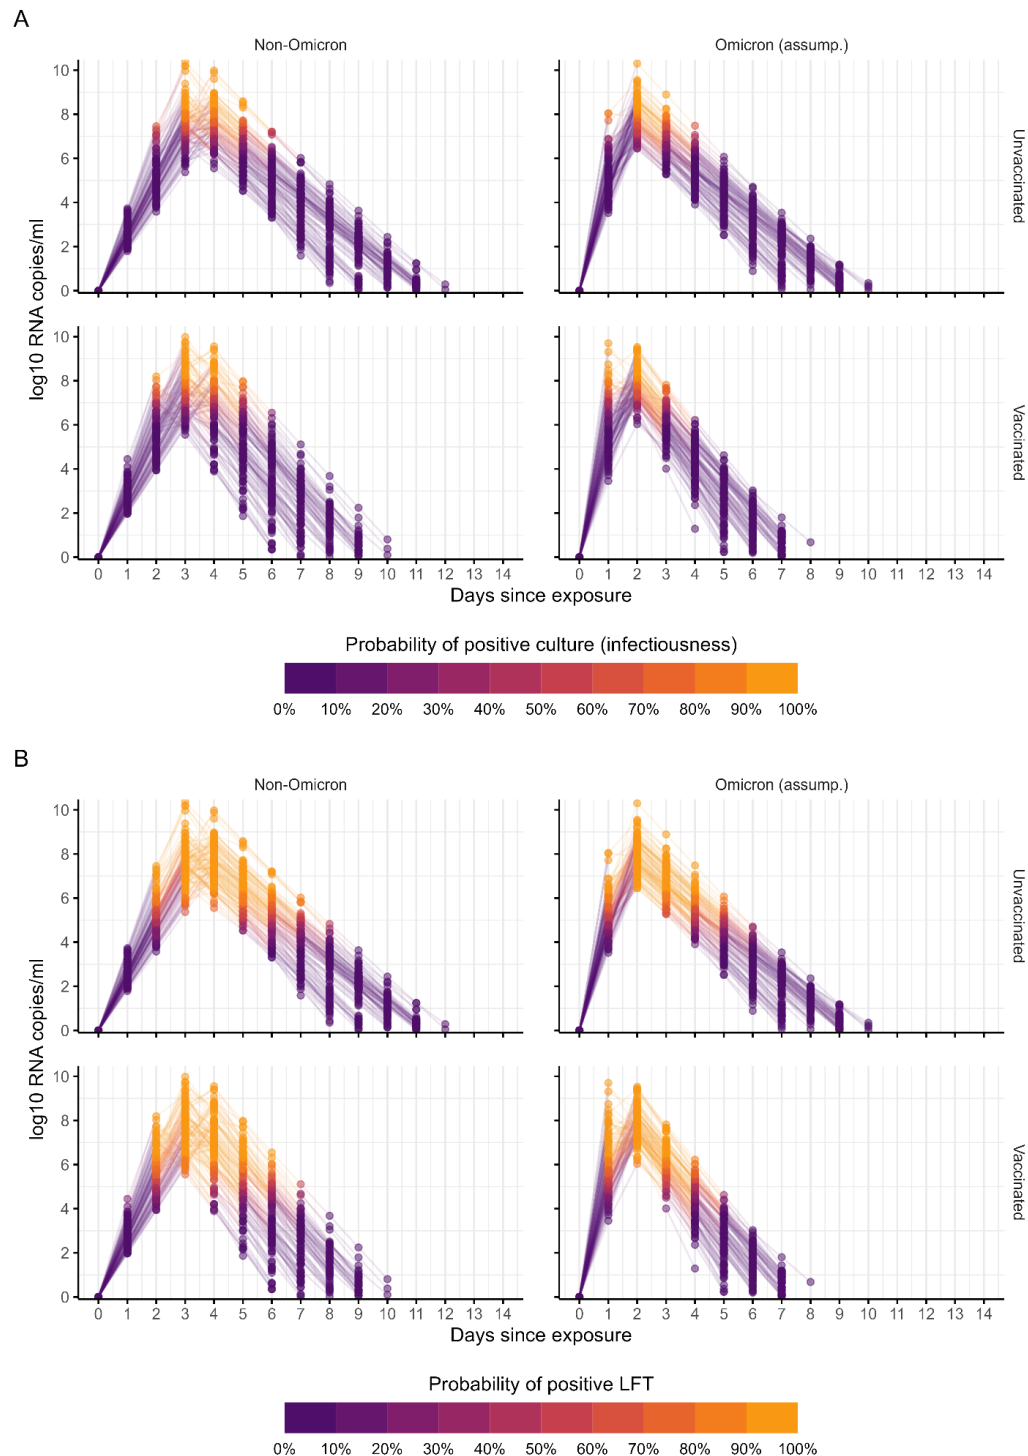 A
Non-Omicron
Omicron (assump.)
10
8
6
4
2
0
Unvaccinated
log10 RNA copies/ml
10
8
6
4
2
0
Vaccinated
0 1 2 3 4 5 6 7 8 9 10 11 12 13 14
0 1 2 3 4 5 6 7 8 9 10 11 12 13 14
Days since exposure
Probability of positive culture (infectiousness)
0% 10% 20% 30% 40% 50% 60% 70% 80% 90% 100%
B
Non-Omicron
Omicron (assump.)
10
8
6
4
2
0
Unvaccinated
log10 RNA copies/ml
10
8
6
4
2
0
Vaccinated
0 1 2 3 4 5 6 7 8 9 10 11 12 13 14
0 1 2 3 4 5 6 7 8 9 10 11 12 13 14
Days since exposure
Probability of positive LFT
0% 10% 20% 30% 40% 50% 60% 70% 80% 90% 100%